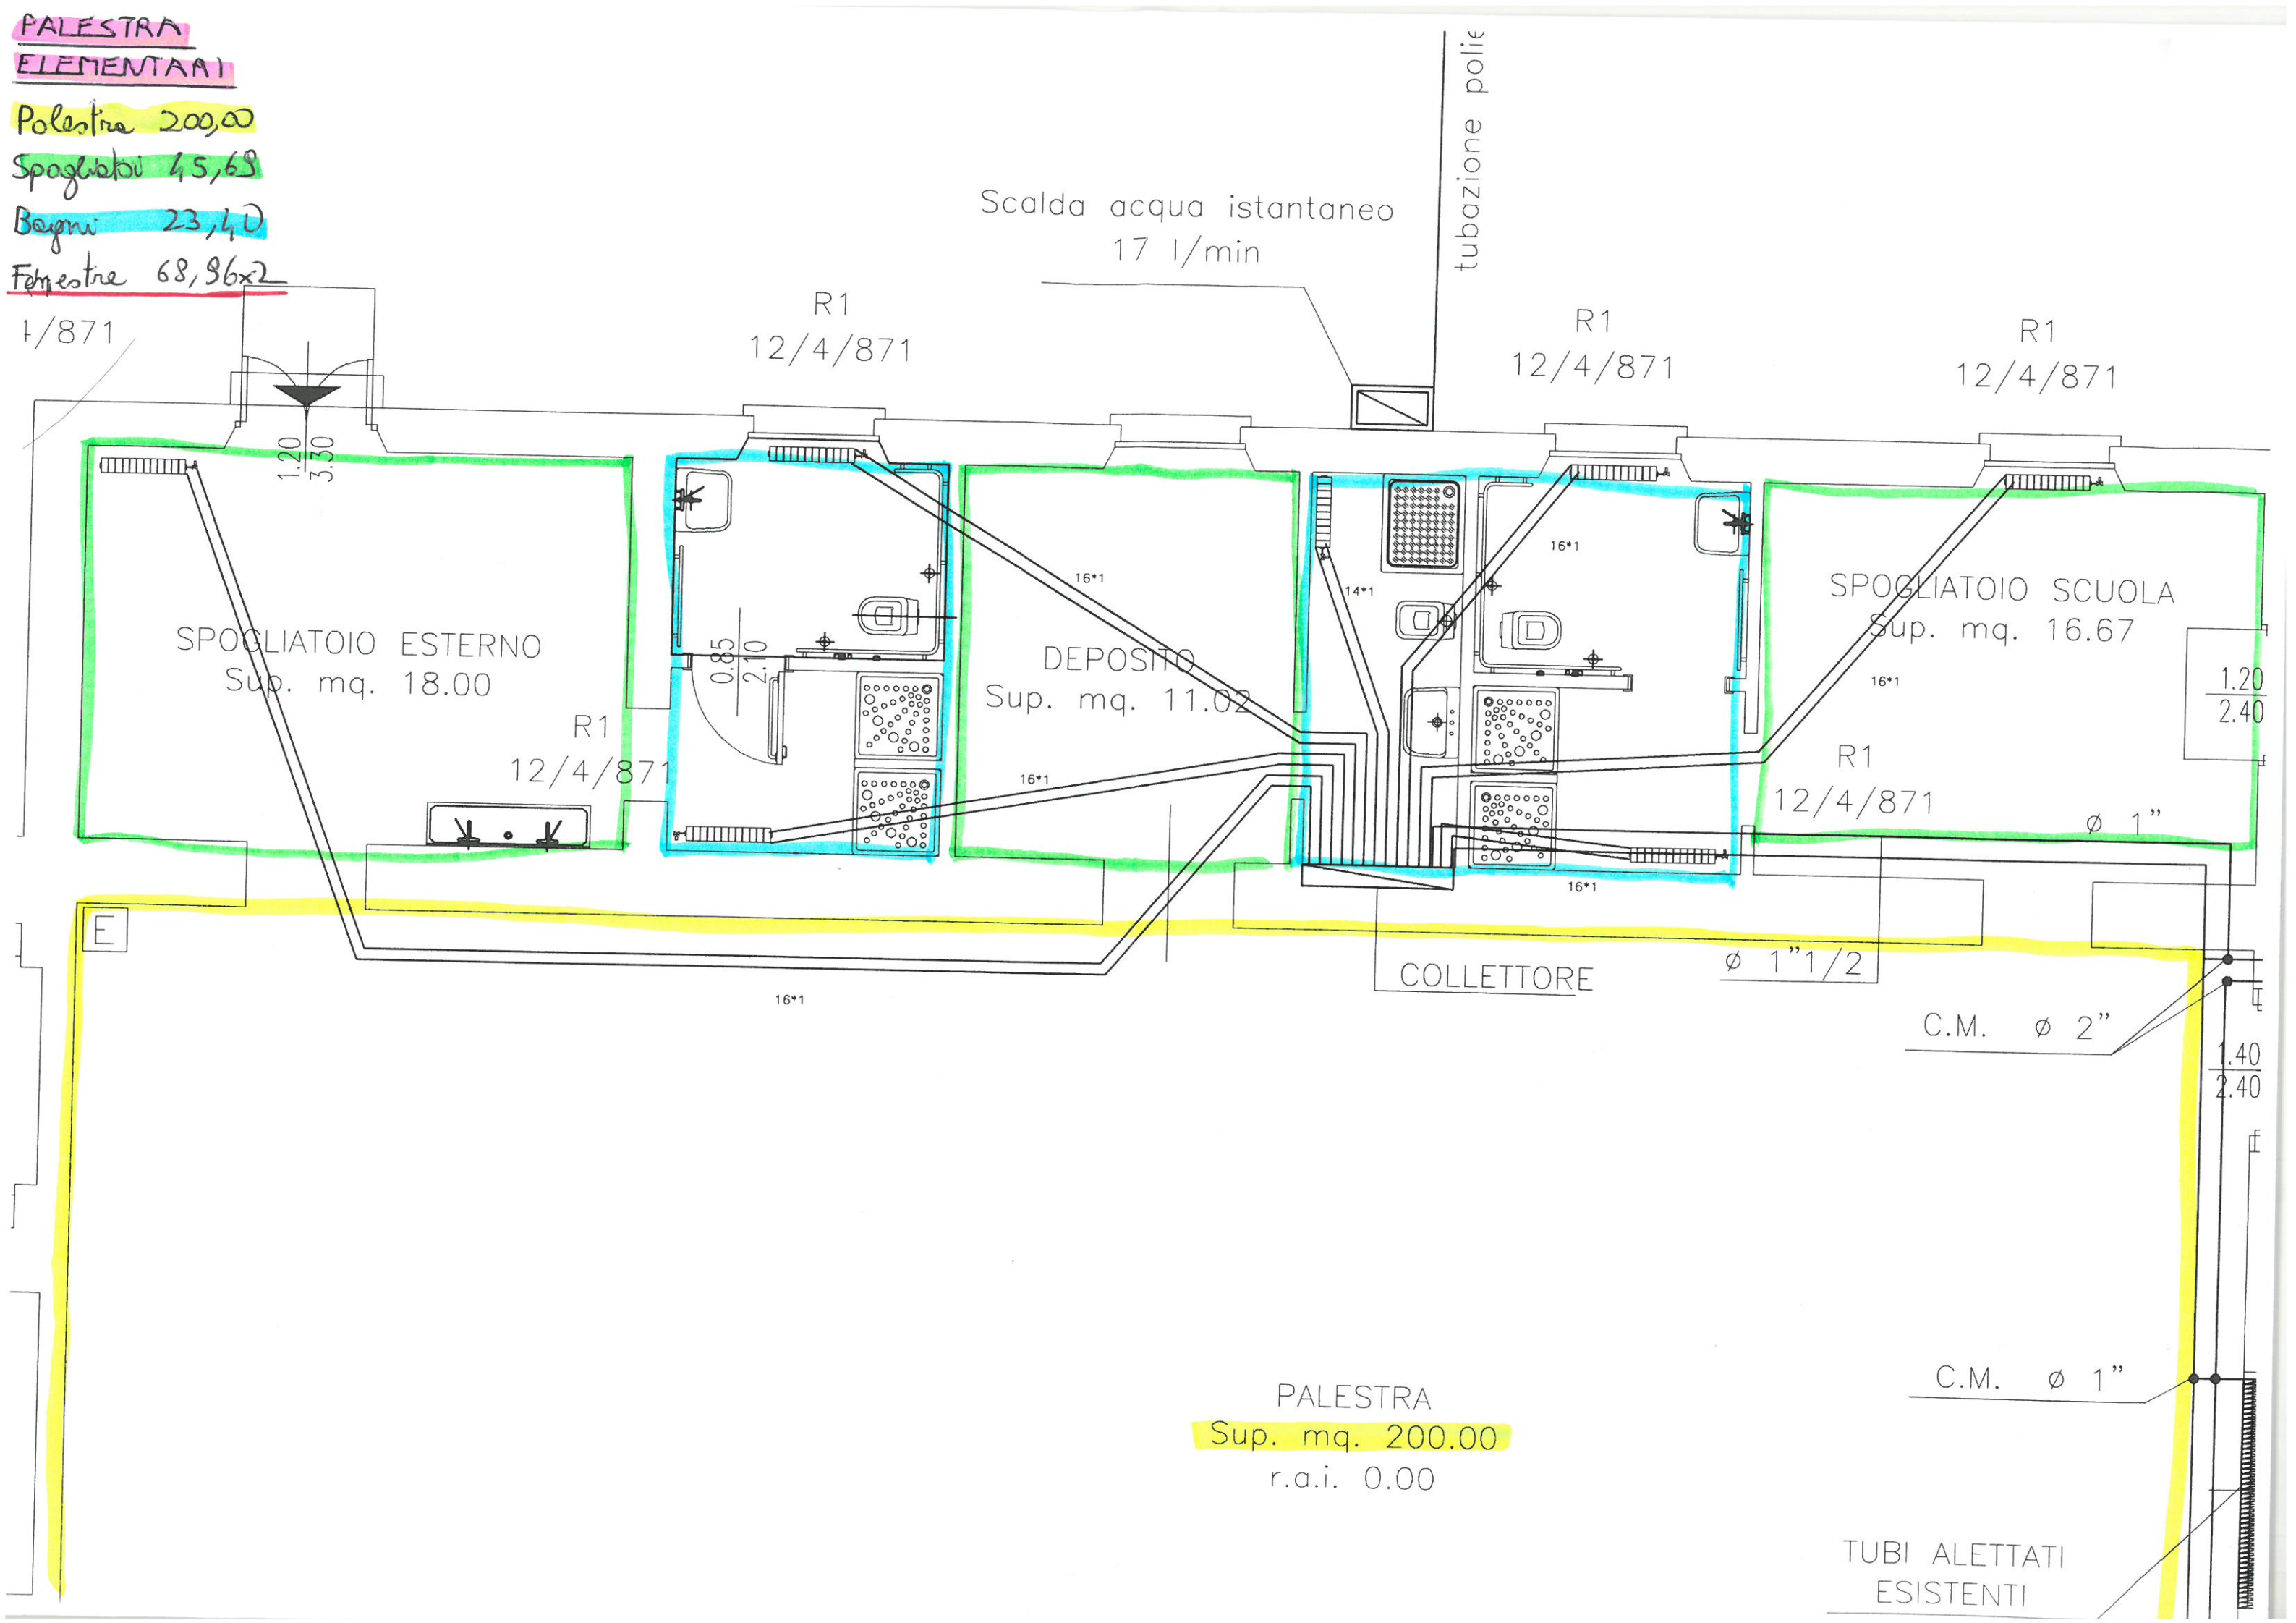 PALESTRA
ELEMENTARI
Palestra 200,00
Spogliatoi 45,69
Bagni 23,40
Fenestre 68,96x2
/871
tubazione polie
Scalda acqua istantaneo
17 l/min
R1
12/4/871
R1
12/4/871
R1
12/4/871
1.20
3.30
16*1
16*1
14*1
SPOGLIATOIO ESTERNO
Sup. mq. 18.00
0.85
2.10
DEPOSITO
Sup. mq. 11.02
SPOGLIATOIO SCUOLA
Sup. mq. 16.67
16*1
1.20
2.40
R1
12/4/871
16*1
R1
12/4/871
ø 1"
16*1
E
COLLETTORE
ø 1"1/2
16*1
C.M. ø 2"
1.40
2.40
PALESTRA
Sup. mq. 200.00
r.a.i. 0.00
C.M. ø 1"
TUBI ALETTATI
ESISTENTI